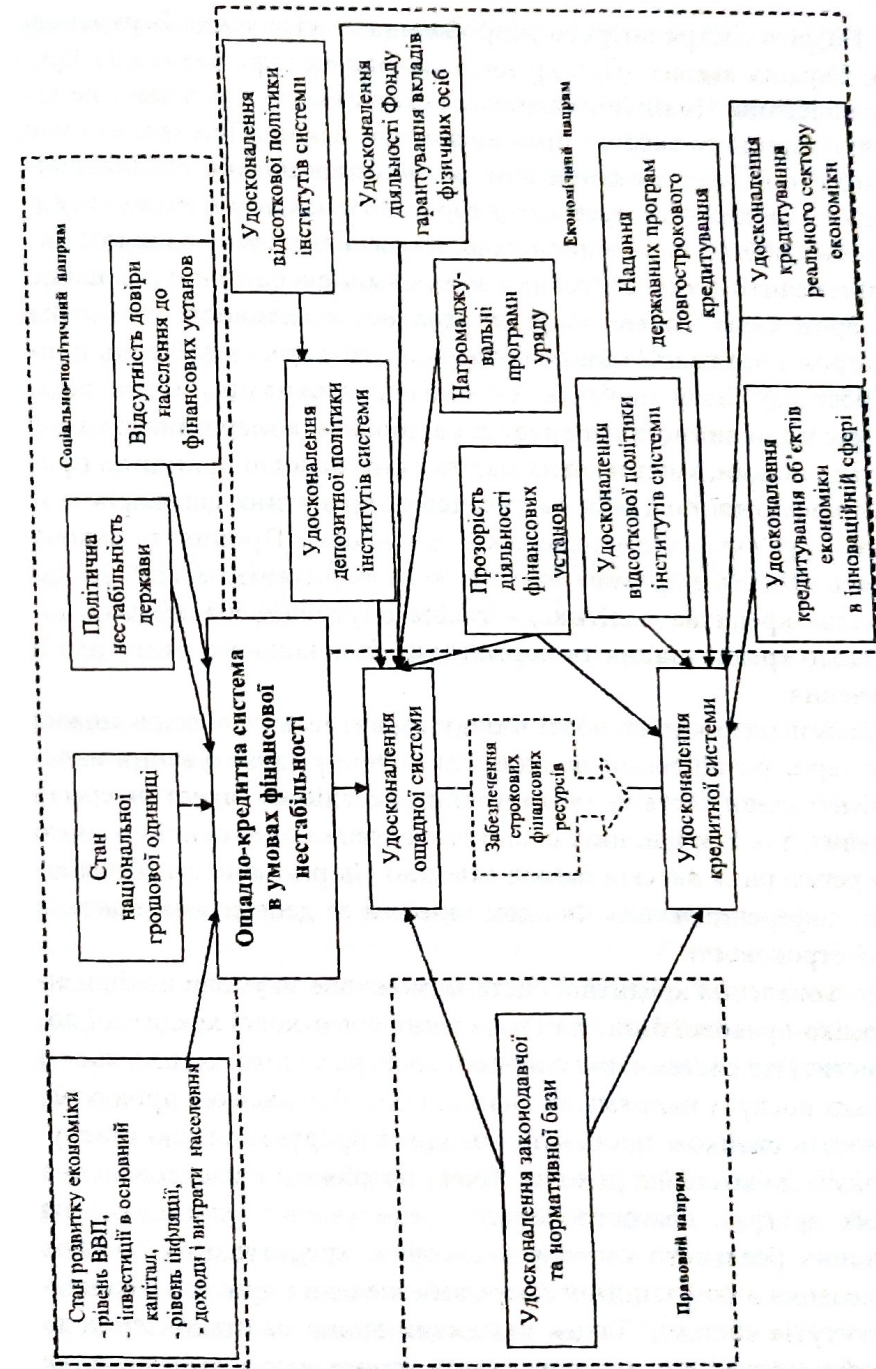 Соціально-політичний напрям
Стан розвитку економіки
- рівень ВВП,
- інвестиції в основний
капітал
- рівень інфляції,
доходи і витрати населення
Стан
національної
грошової одиниці
Політична
нестабільність
держави
Відсутність довіри
населення до
фінансових установ
Ощадно-кредитна система
в умовах фінансової
нестабільності
Удосконалення
відсоткової політики
інститутів системи
Удосконалення
депозитної політики
інститутів системи
Удосконалення
діяльності Фонду
гарантування вкладів
фізичних осіб
Удосконалення
ощадної системи
Нагромаджу-
вальні
програми
уряду
Прозорість
діяльності
фінансових
установ
Економічний напрям
Забезпечення
строкових
фінансових
ресурсів
Удосконалення законодавчої
та нормативної бази
Правовий напрям
Удосконалення
відсоткової політики
інститутів системи
Надання
державних програм
довгострокового
кредитування
Удосконалення
кредитної системи
Удосконалення
кредитування об’єктів
економіки
в інноваційній сфері
Удосконалення
кредитування
реального сектору
економіки